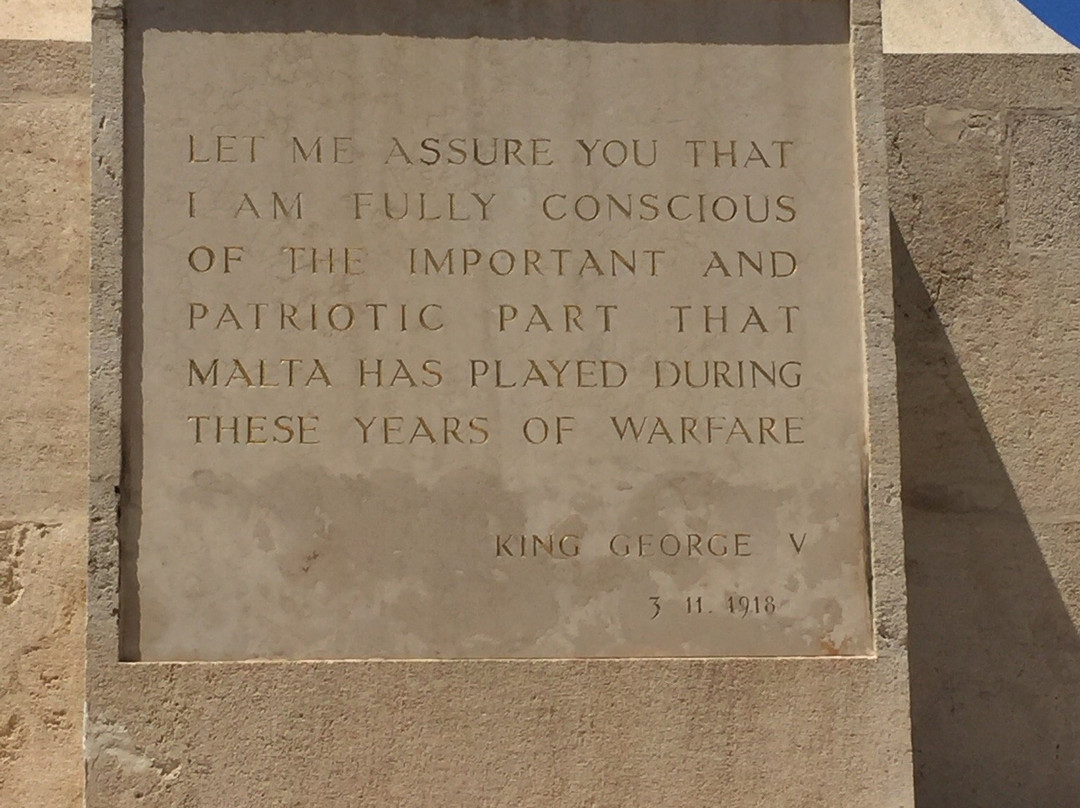 LET ME ASSURE YOU THAT
I AM FULLY CONSCIOUS
OF THE IMPORTANT AND
PATRIOTIC PART THAT
MALTA HAS PLAYED DURING
THESE YEARS OF WARFARE
KING GEORGE V
3 11. 1918